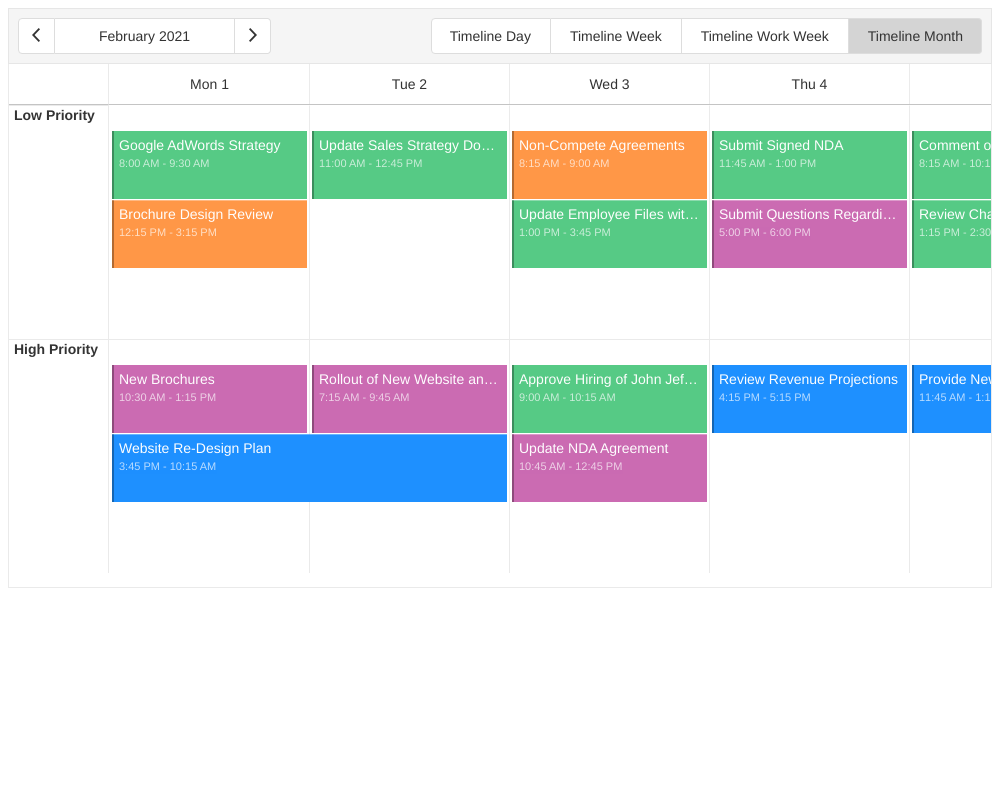 February 2021
Timeline Day
Timeline Week
Timeline Work Week
Timeline Month
Mon 1
Tue 2
Wed 3
Thu 4
Low Priority
Google AdWords Strategy
8:00 AM - 9:30 AM
Update Sales Strategy Do...
11:00 AM - 12:45 PM
Non-Compete Agreements
8:15 AM - 9:00 AM
Submit Signed NDA
11:45 AM - 1:00 PM
Comment o
8:15 AM - 10:1
Brochure Design Review
12:15 PM - 3:15 PM
Update Employee Files wit...
1:00 PM - 3:45 PM
Submit Questions Regardi...
5:00 PM - 6:00 PM
Review Cha
1:15 PM - 2:30
High Priority
New Brochures
10:30 AM - 1:15 PM
Rollout of New Website an...
7:15 AM - 9:45 AM
Approve Hiring of John Jef...
9:00 AM - 10:15 AM
Review Revenue Projections
4:15 PM - 5:15 PM
Provide New
11:45 AM - 1:1
Website Re-Design Plan
3:45 PM - 10:15 AM
Update NDA Agreement
10:45 AM - 12:45 PM